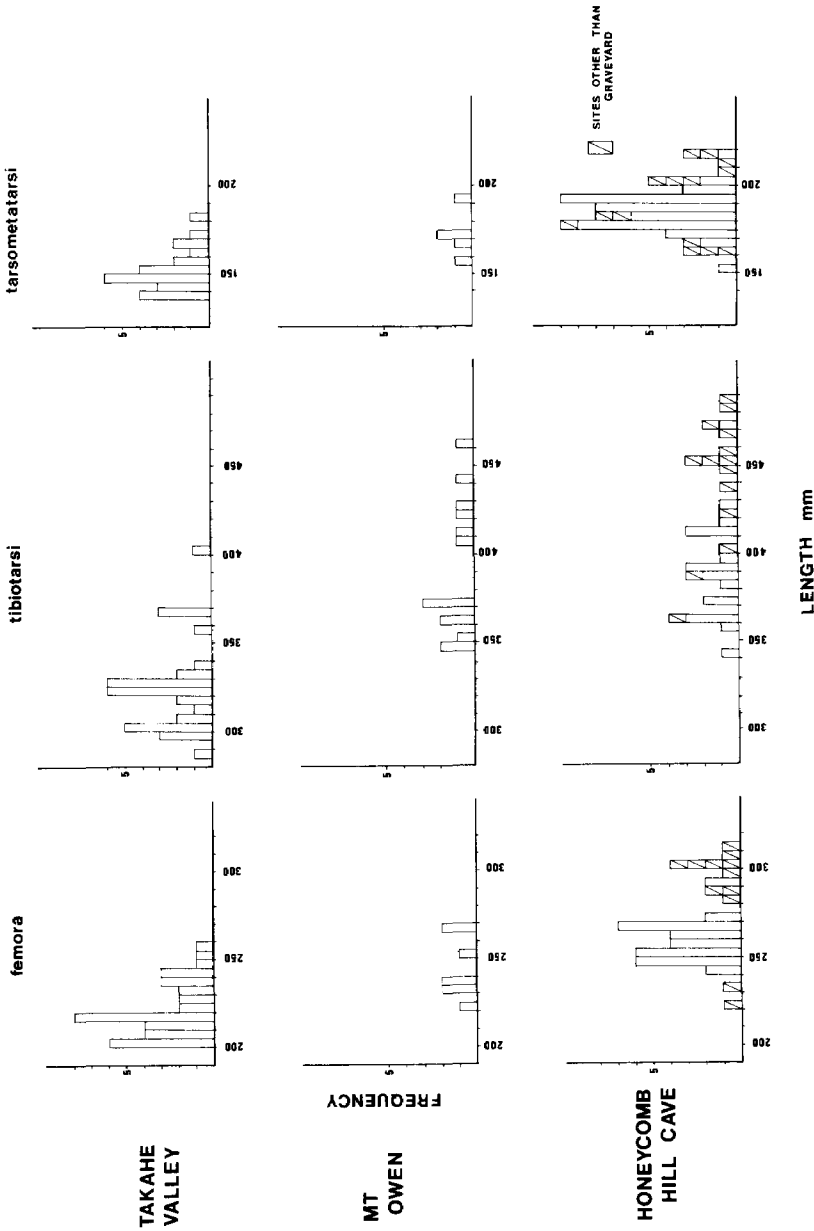 femora
tibiotarsi
tarsometatarsi
TAKAHE
VALLEY
5
200
250
300
5
300
350
400
450
5
150
200
MT
OWEN
FREQUENCY
5
200
250
300
5
300
350
400
450
5
150
200
HONEYCOMB
HILL CAVE
5
200
250
300
5
300
350
400
450
5
150
200
SITES OTHER THAN
GRAVEYARD
LENGTH mm